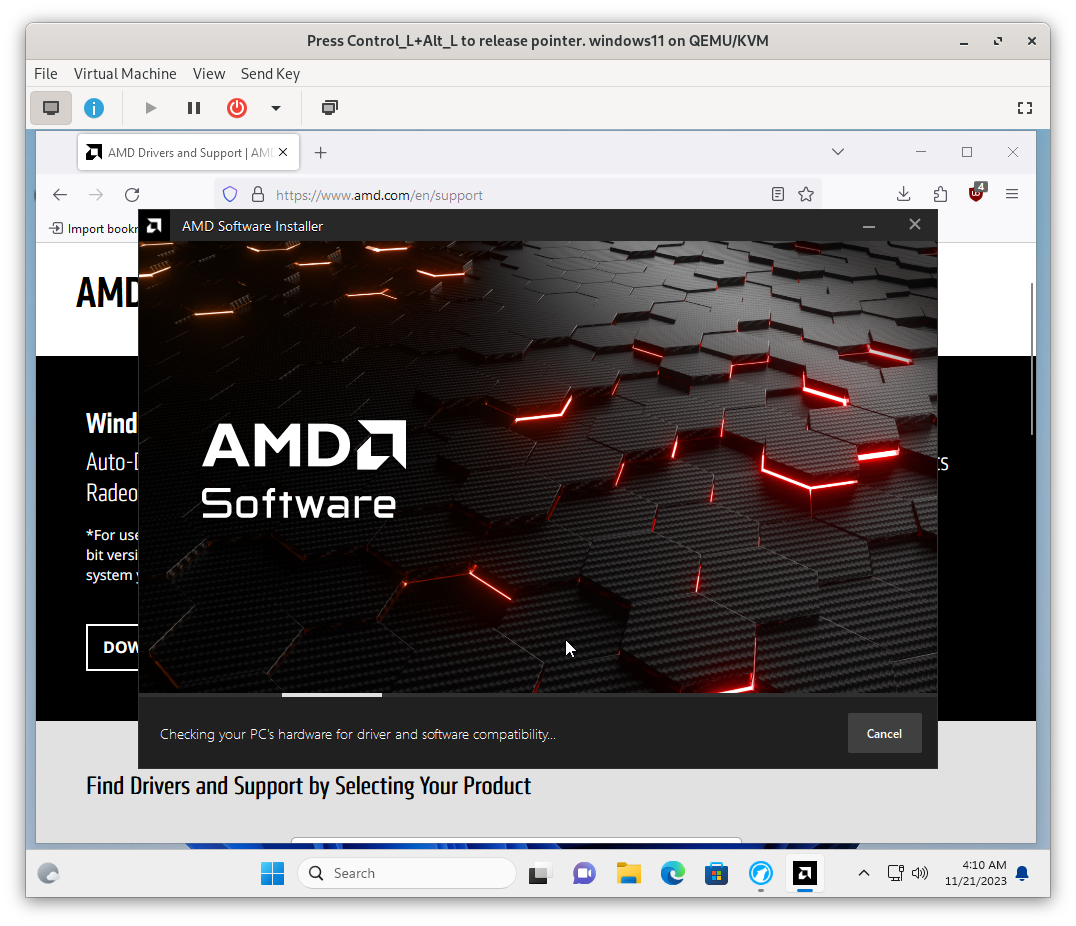 Press Control_L+Alt_L to release pointer. windows11 on QEMU/KVM
File Virtual Machine View Send Key
AMD Drivers and Support | AMD
https://www.amd.com/en/support
4
Import bookm
AMD Software Installer
AMD
Wind
Auto-D
ts
Radeo
*For use
bit versi
system y
DOW
AMD
Software
Checking your PC's hardware for driver and software compatibility...
Cancel
Find Drivers and Support by Selecting Your Product
Search
4:10 AM
11/21/2023